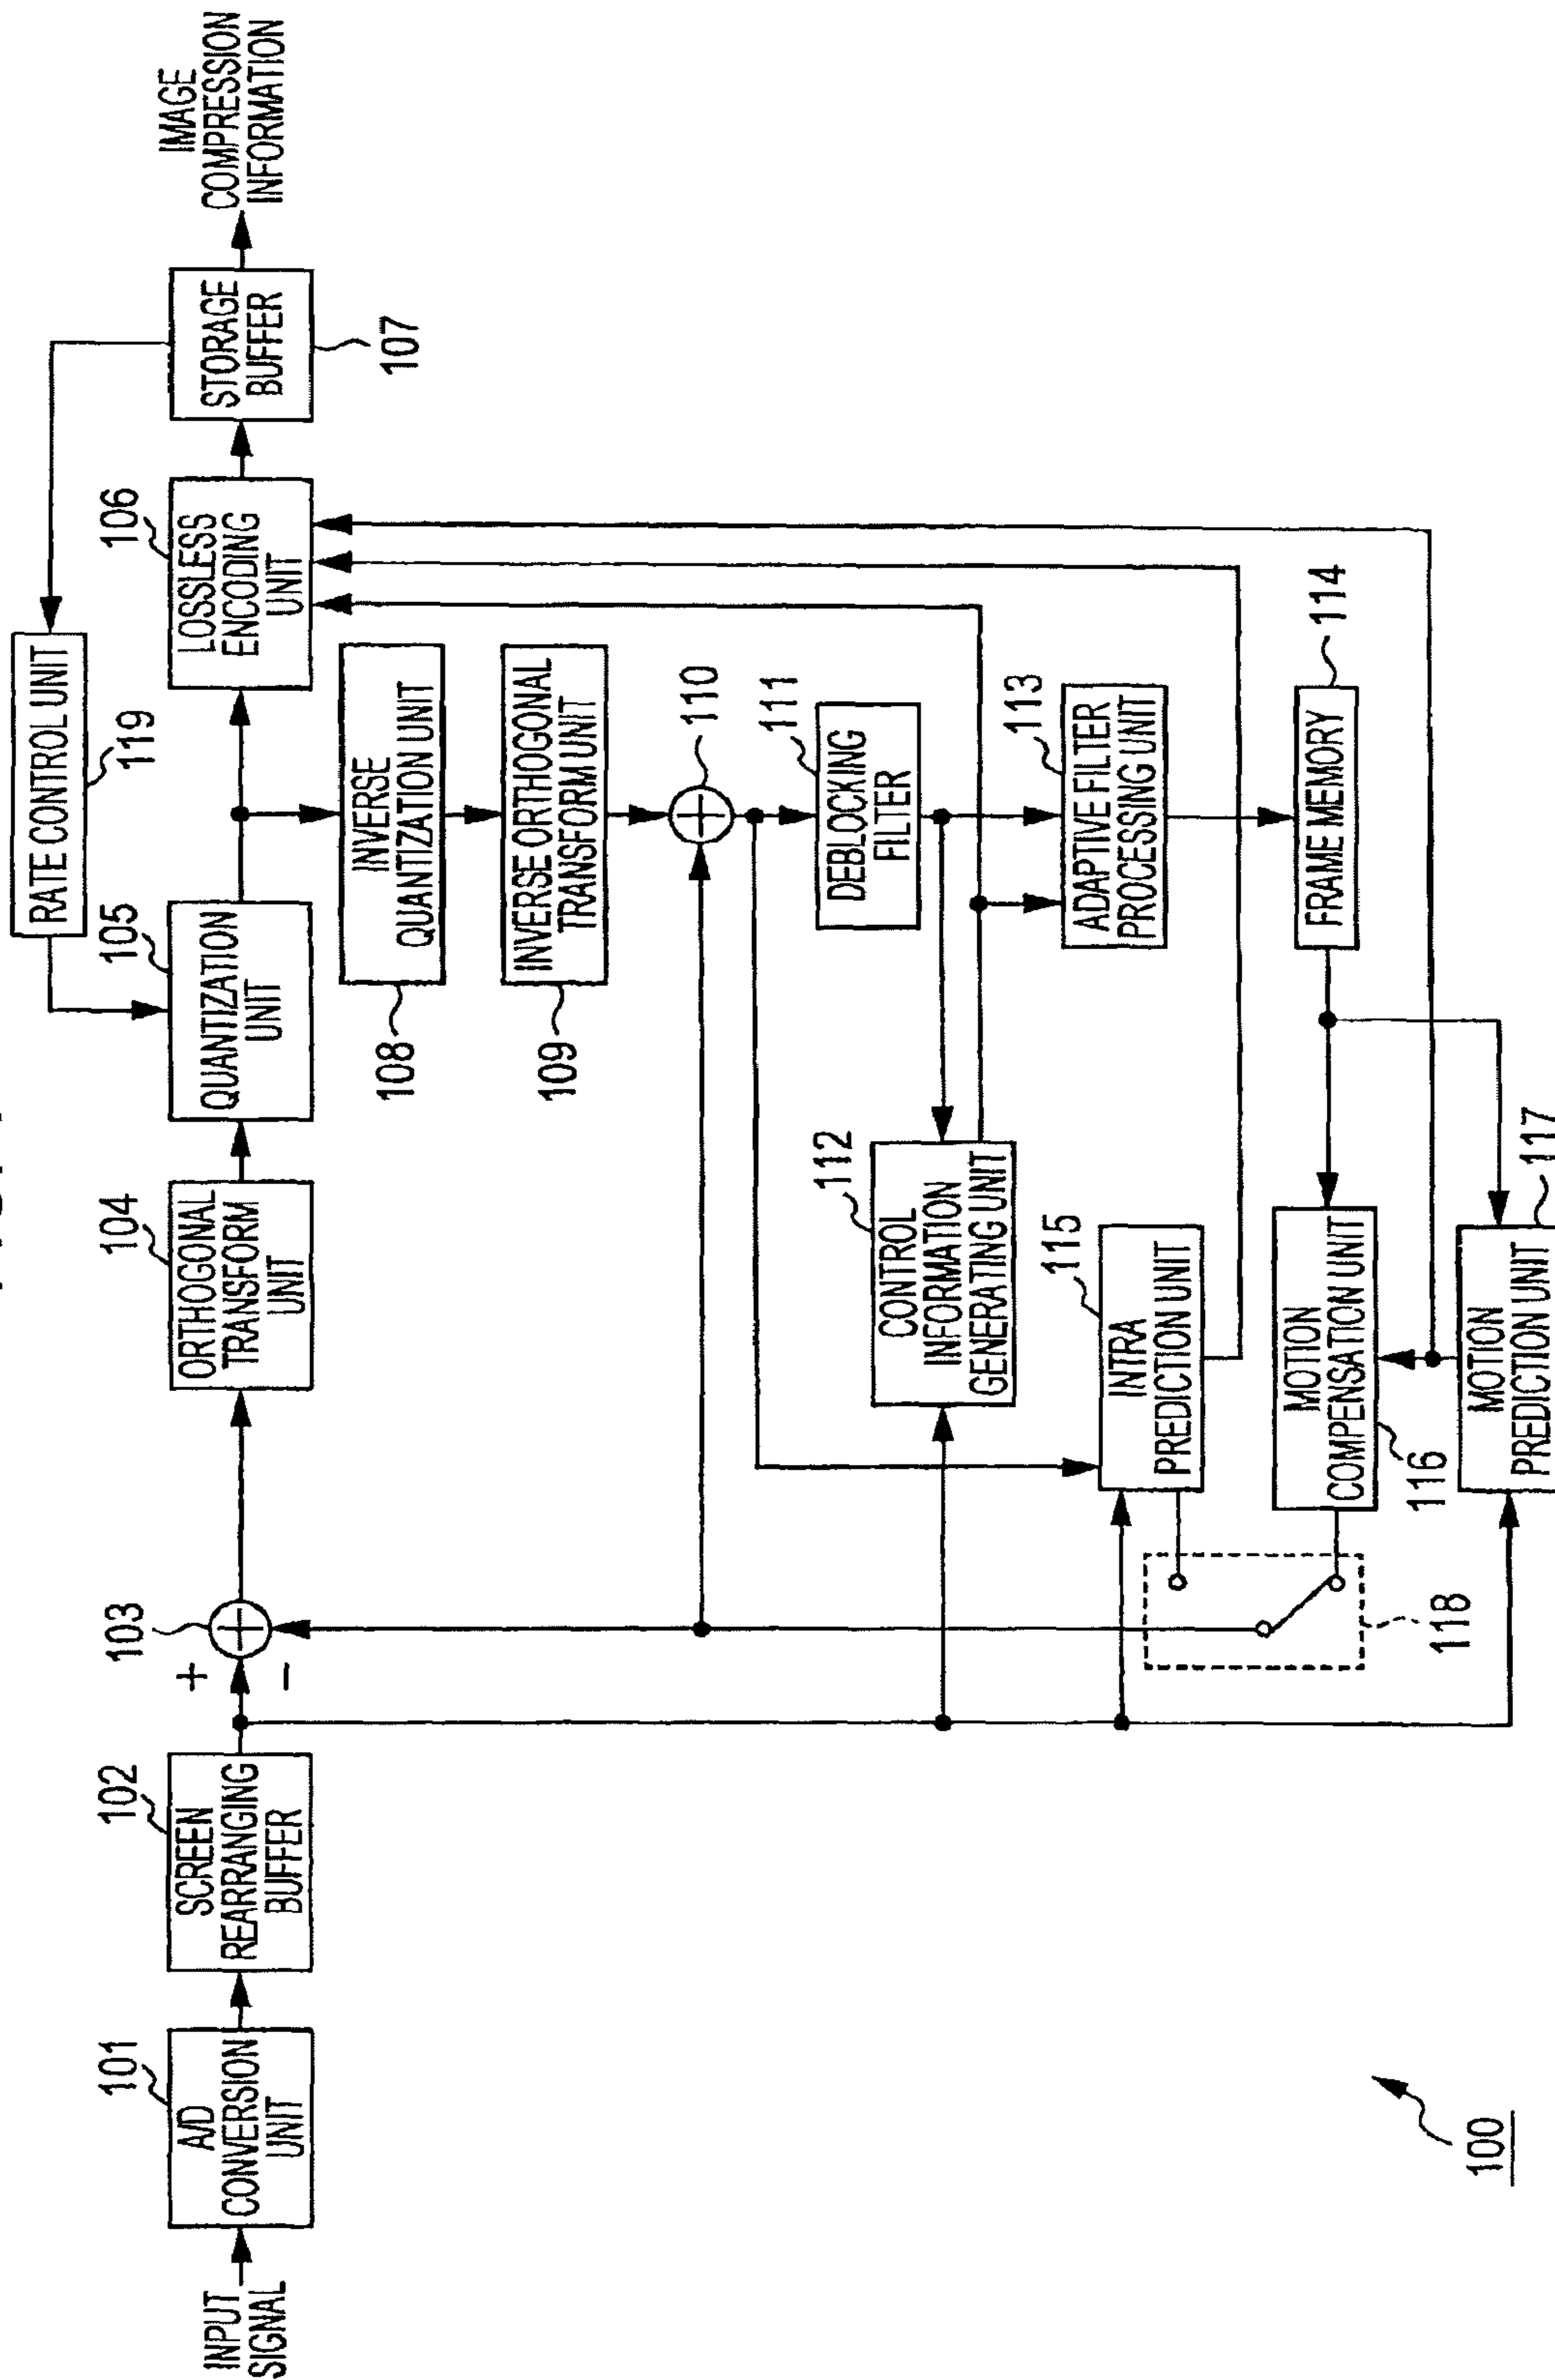 INPUT
SIGNAL
101
A/D
CONVERSION
UNIT
102
SCREEN
REARRANGING
BUFFER
103
+
−
104
ORTHOGONAL
TRANSFORM
UNIT
105
QUANTIZATION
UNIT
RATE CONTROL UNIT
119
106
LOSSLESS
ENCODING
UNIT
STORAGE
BUFFER
107
IMAGE
COMPRESSION
INFORMATION
INVERSE
QUANTIZATION UNIT
108
INVERSE ORTHOGONAL
TRANSFORM UNIT
109
110
111
DEBLOCKING
FILTER
112
CONTROL
INFORMATION
GENERATING UNIT
113
ADAPTIVE FILTER
PROCESSING UNIT
114
FRAME MEMORY
115
INTRA
PREDICTION UNIT
MOTION
COMPENSATION UNIT
116
MOTION
PREDICTION UNIT
117
118
100